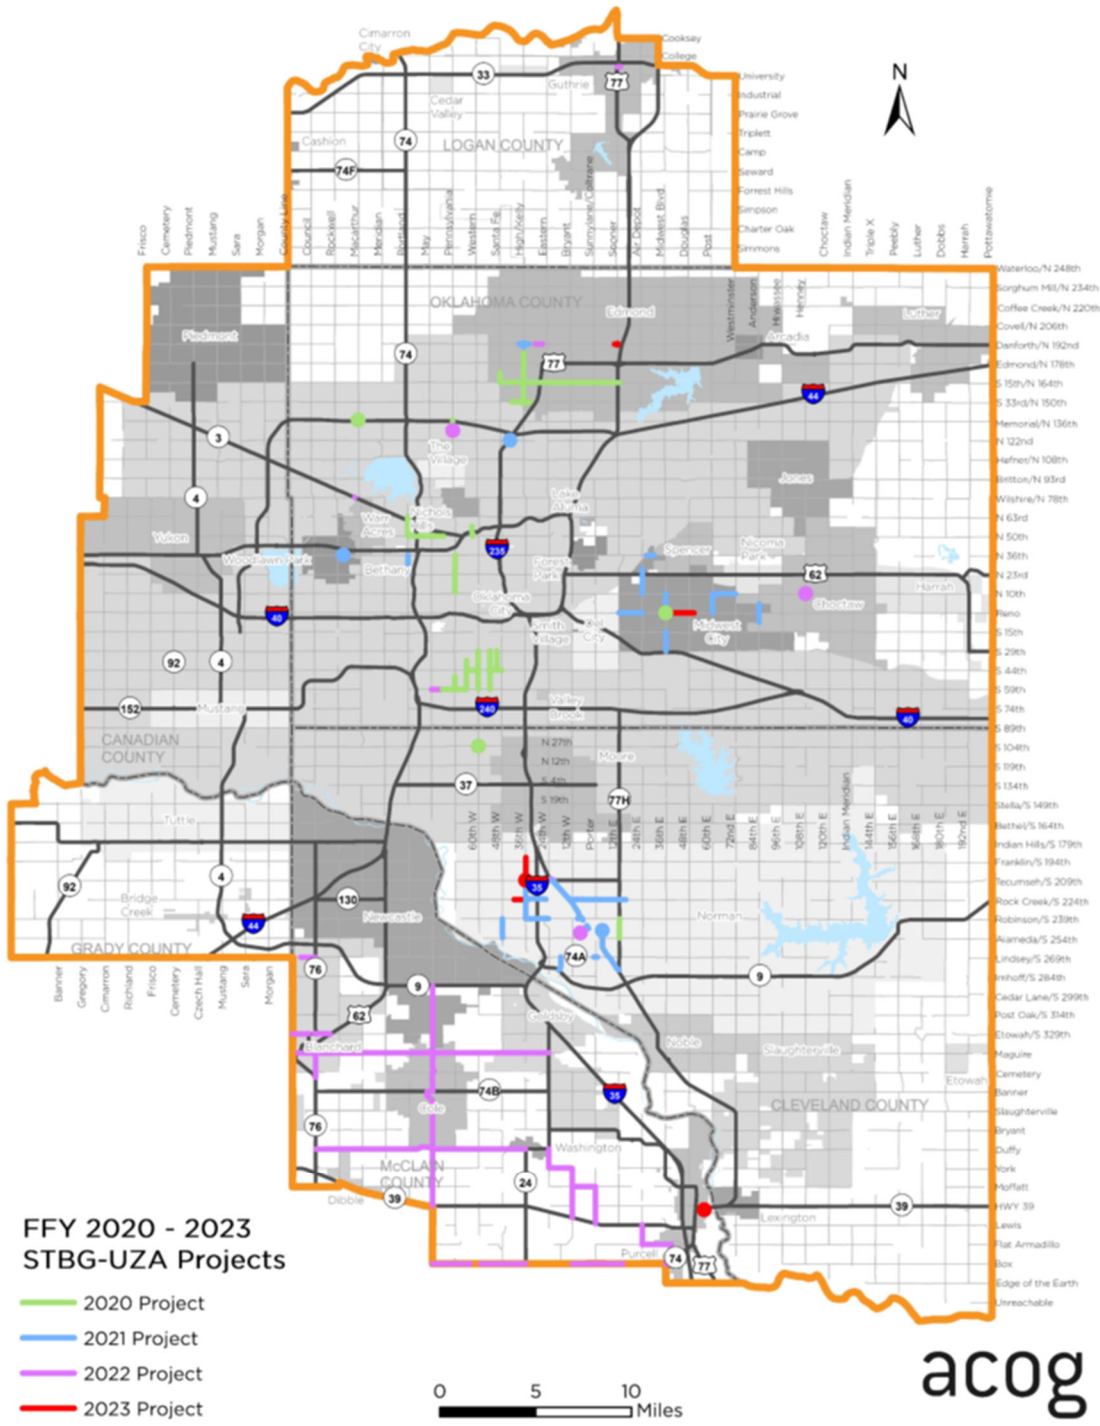 Cimarron
City
Cooksey
College
33
77
Guthrie
University
Industrial
Prairie Grove
Triplett
Camp
Seward
Forrest Hills
Simpson
Charter Oak
Simmons
N
Cedar
Valley
Cashion
74
LOGAN COUNTY
74F
Frisco
Cemetery
Piedmont
Mustang
Sara
Morgan
County Line
Council
Rockwell
Macarthur
Meridian
Portland
May
Pennsylvania
Western
Santa Fe
High/Kelly
Eastern
Bryant
Sunnylane/Coltrane
Sooner
Air Depot
Midwest Blvd.
Douglas
Post
Westminster
Anderson
Hiwassee
Henney
Choctaw
Indian Meridian
Triple X
Peebly
Luther
Dobbs
Harrah
Pottawatomie
Waterloo/N 248th
Sorghum Mill/N 234th
Coffee Creek/N 220th
Covell/N 206th
Danforth/N 192nd
Edmond/N 178th
S 15th/N 164th
S 33rd/N 150th
Memorial/N 136th
N 122nd
Hefner/N 108th
Britton/N 93rd
Wilshire/N 78th
N 63rd
N 50th
N 36th
N 23rd
N 10th
Reno
S 15th
S 29th
S 44th
S 59th
S 74th
S 89th
S 104th
S 119th
S 134th
Stella/S 149th
Bethel/S 164th
Indian Hills/S 179th
Franklin/S 194th
Tecumseh/S 209th
Rock Creek/S 224th
Robinson/S 239th
Alameda/S 254th
Lindsey/S 269th
Imhoff/S 284th
Cedar Lane/S 299th
Post Oak/S 314th
Etowah/S 329th
Maguire
Cemetery
Banner
Slaughterville
Bryant
Duffy
York
Moffatt
HWY 39
Lewis
Flat Armadillo
Box
Edge of the Earth
Unreachable
OKLAHOMA COUNTY
Edmond
Luther
Arcadia
Piedmont
74
77
44
3
The
Village
Jones
4
Lake
Aluma
Nichols
Hills
Warr
Acres
Yukon
Woodlawn Park
Bethany
235
Forest
Park
Spencer
Nicoma
Park
62
Harrah
Choctaw
Oklahoma
City
40
Smith
Village
Del
City
Midwest
City
92
4
152
Mustang
240
Valley
Brook
40
CANADIAN
COUNTY
N 27th
N 12th
S 4th
S 19th
Moore
37
77H
60th W
48th W
36th W
24th W
12th W
Porter
12th E
24th E
36th E
48th E
60th E
72nd E
84th E
96th E
108th E
120th E
Indian Meridian
144th E
156th E
168th E
180th E
192nd E
Tuttle
92
4
Bridge
Creek
130
Newcastle
44
GRADY COUNTY
35
Norman
74A
9
Banner
Gregory
Cimarron
Richland
Frisco
Cemetery
Czech Hall
Mustang
Sara
Morgan
76
9
62
Goldsby
Blanchard
Noble
Slaughterville
Etowah
74B
35
Cole
CLEVELAND COUNTY
76
Washington
McCLAIN
COUNTY
24
Dibble
39
39
Lexington
Purcell
74
77
FFY 2020 - 2023
STBG-UZA Projects
2020 Project
2021 Project
2022 Project
2023 Project
0 5 10
Miles
acog